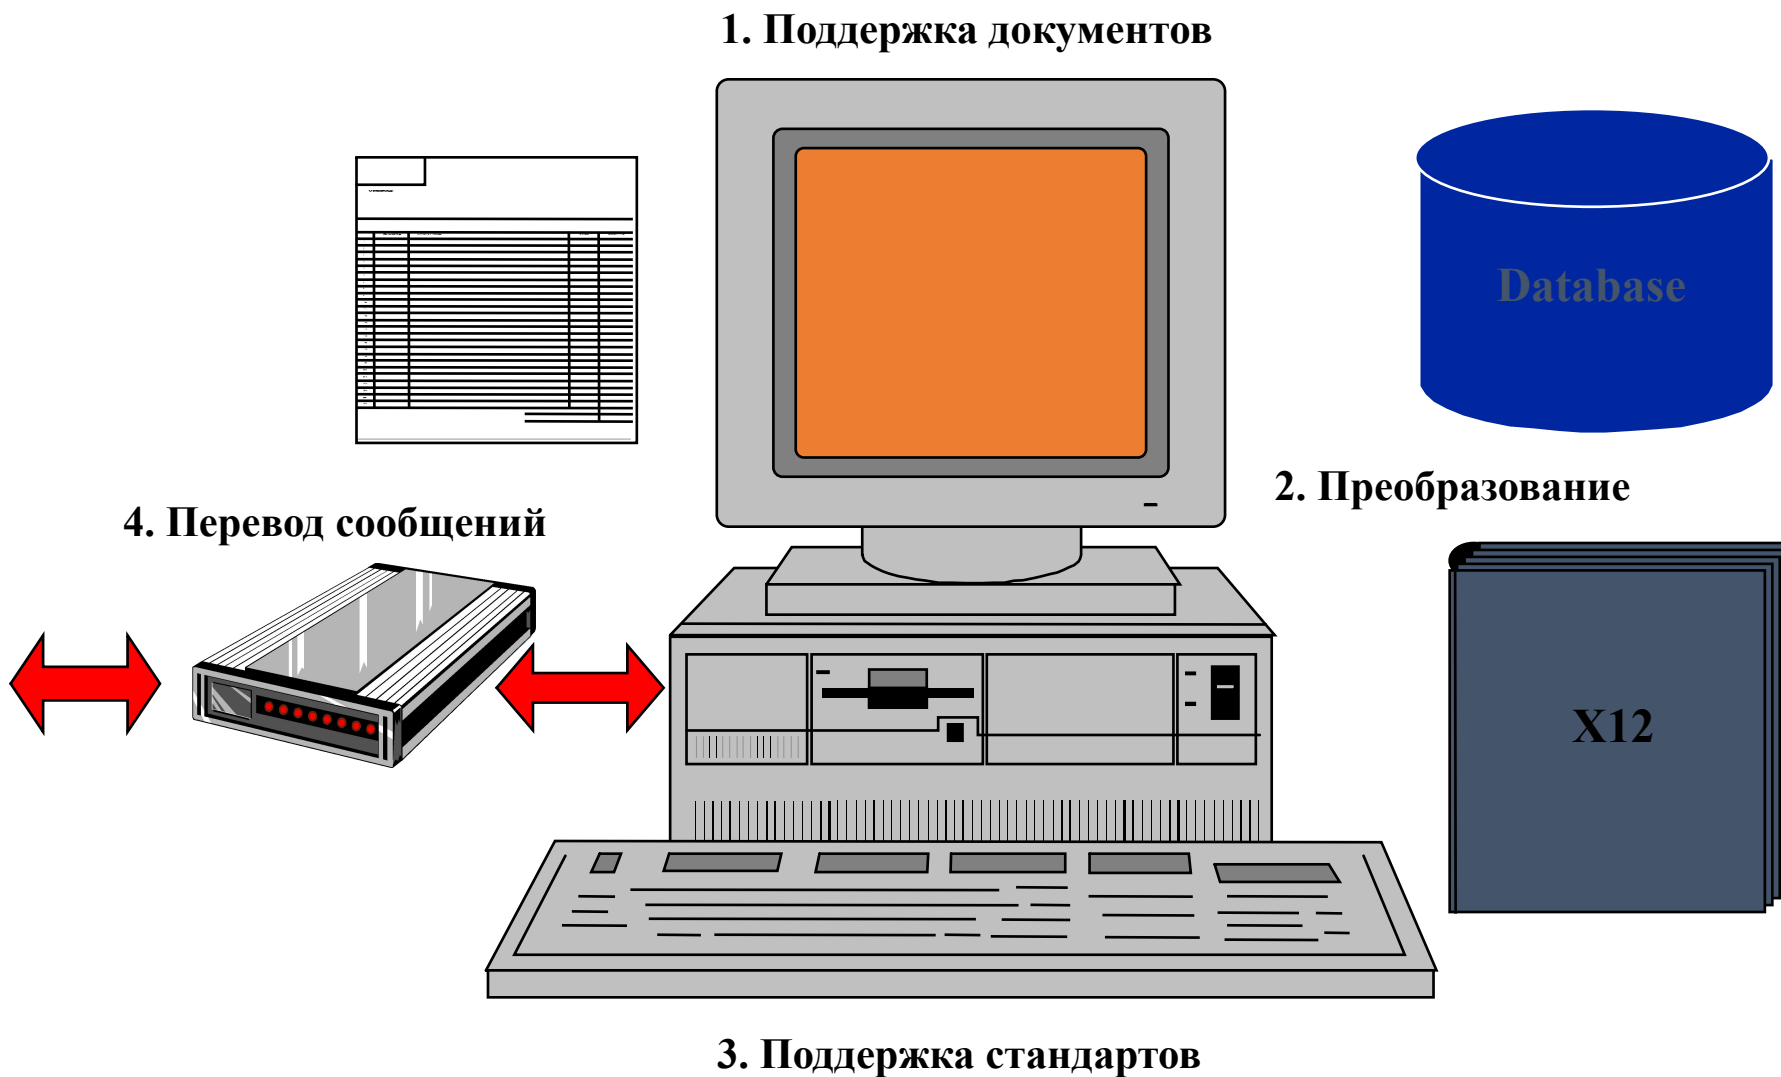 1. Поддержка документов
Database
2. Преобразование
4. Перевод сообщений
X12
3. Поддержка стандартов